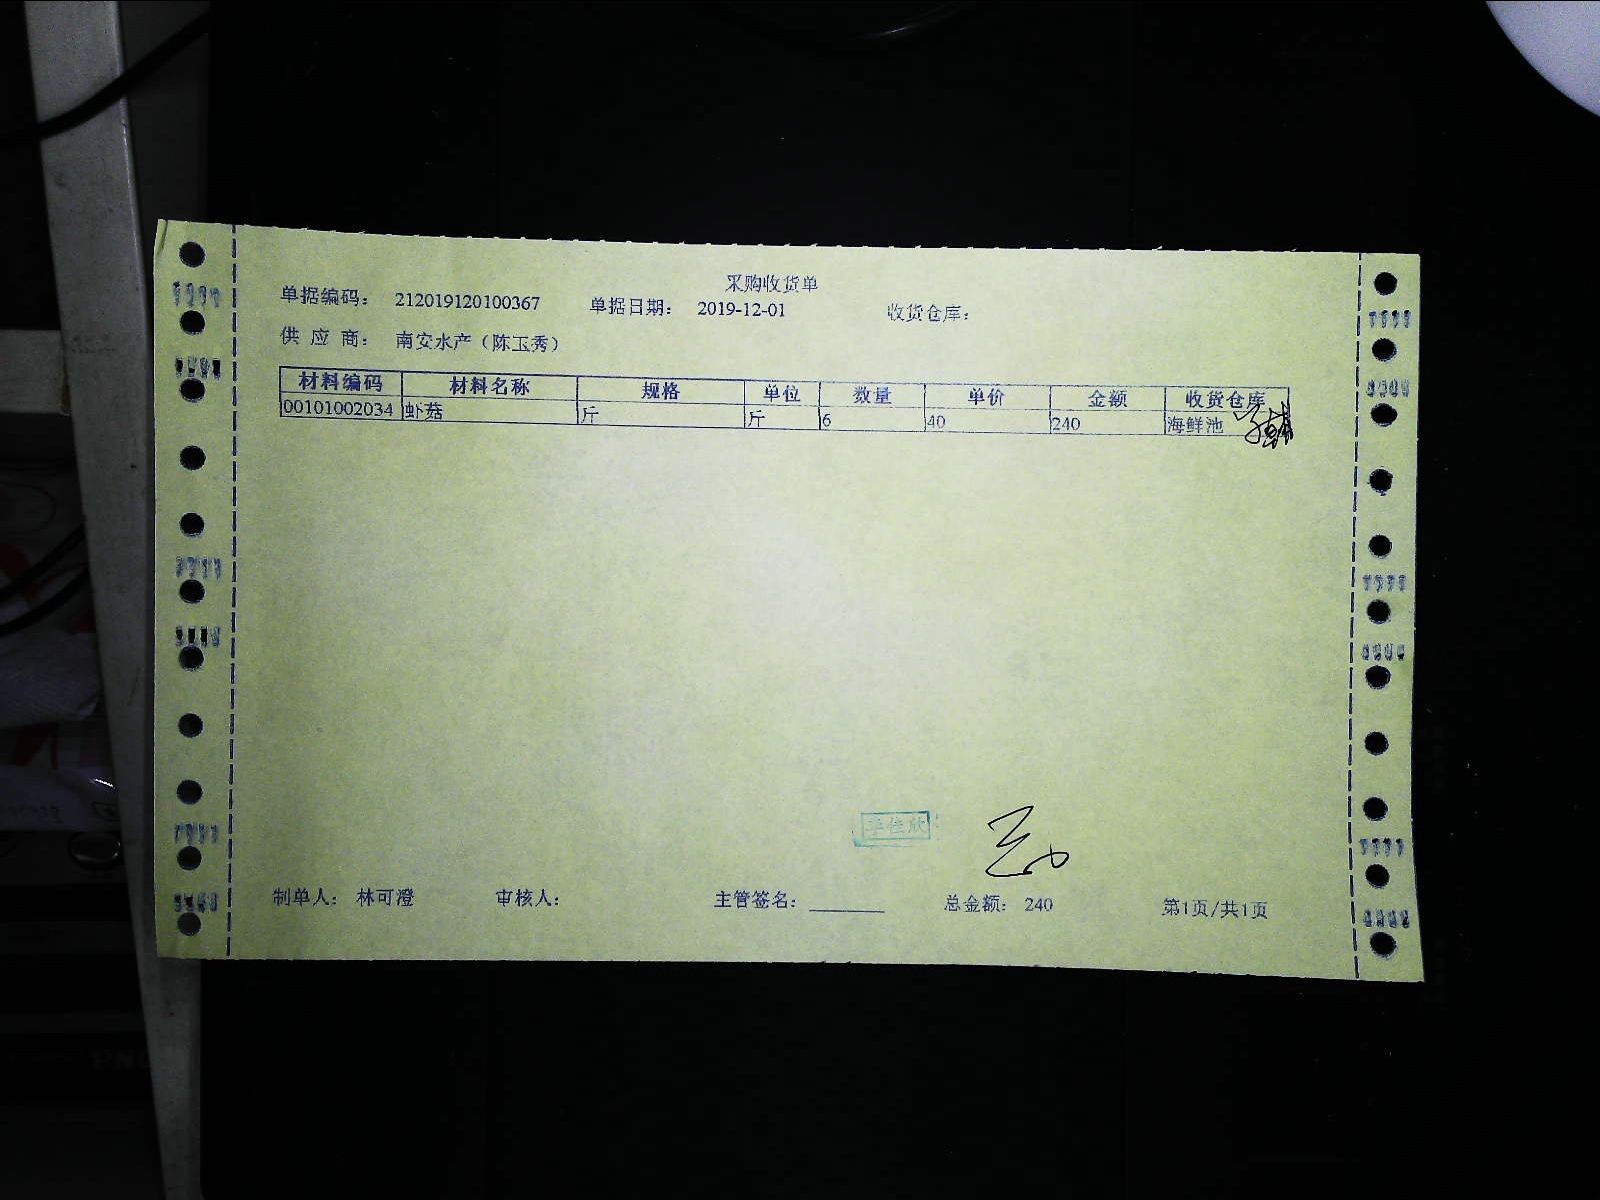 采购收货单
单据编码： 212019120100367 单据日期： 2019-12-01 收货仓库：
供 应 商： 南安水产（陈玉秀）
材料编码 材料名称 规格 单位 数量 单价 金额 收货仓库
00101002034 虾菇 斤 斤 6 40 240 海鲜池
制单人： 林可澄 审核人： 主管签名： 总金额： 240 第1页/共1页